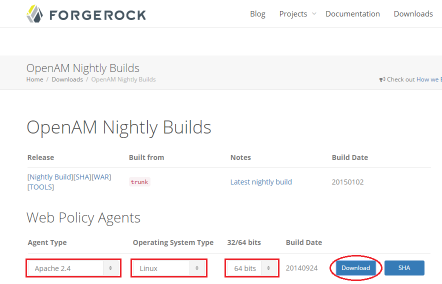 FORGEROCK
Blog Projects Documentation Downloads
OpenAM Nightly Builds
Home / Downloads / OpenAM Nightly Builds
Check out How we
OpenAM Nightly Builds
Release Built from Notes Build Date
[Nightly Build][SHA][WAR] trunk Latest nightly build 20150102
[TOOLS]
Web Policy Agents
Agent Type Operating System Type 32/64 bits Build Date
Apache 2.4 Linux 64 bits 20140924 Download SHA